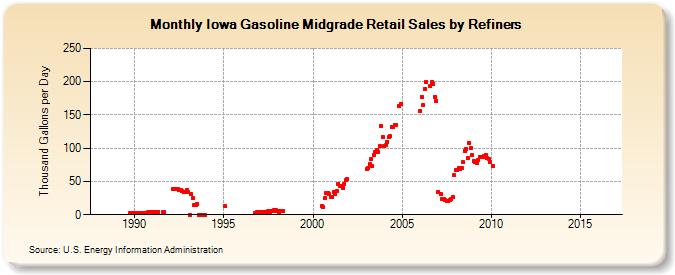 Monthly Iowa Gasoline Midgrade Retail Sales by Refiners
Thousand Gallons per Day
250
200
150
100
50
0
1990 1995 2000 2005 2010 2015
Source: U.S. Energy Information Administration